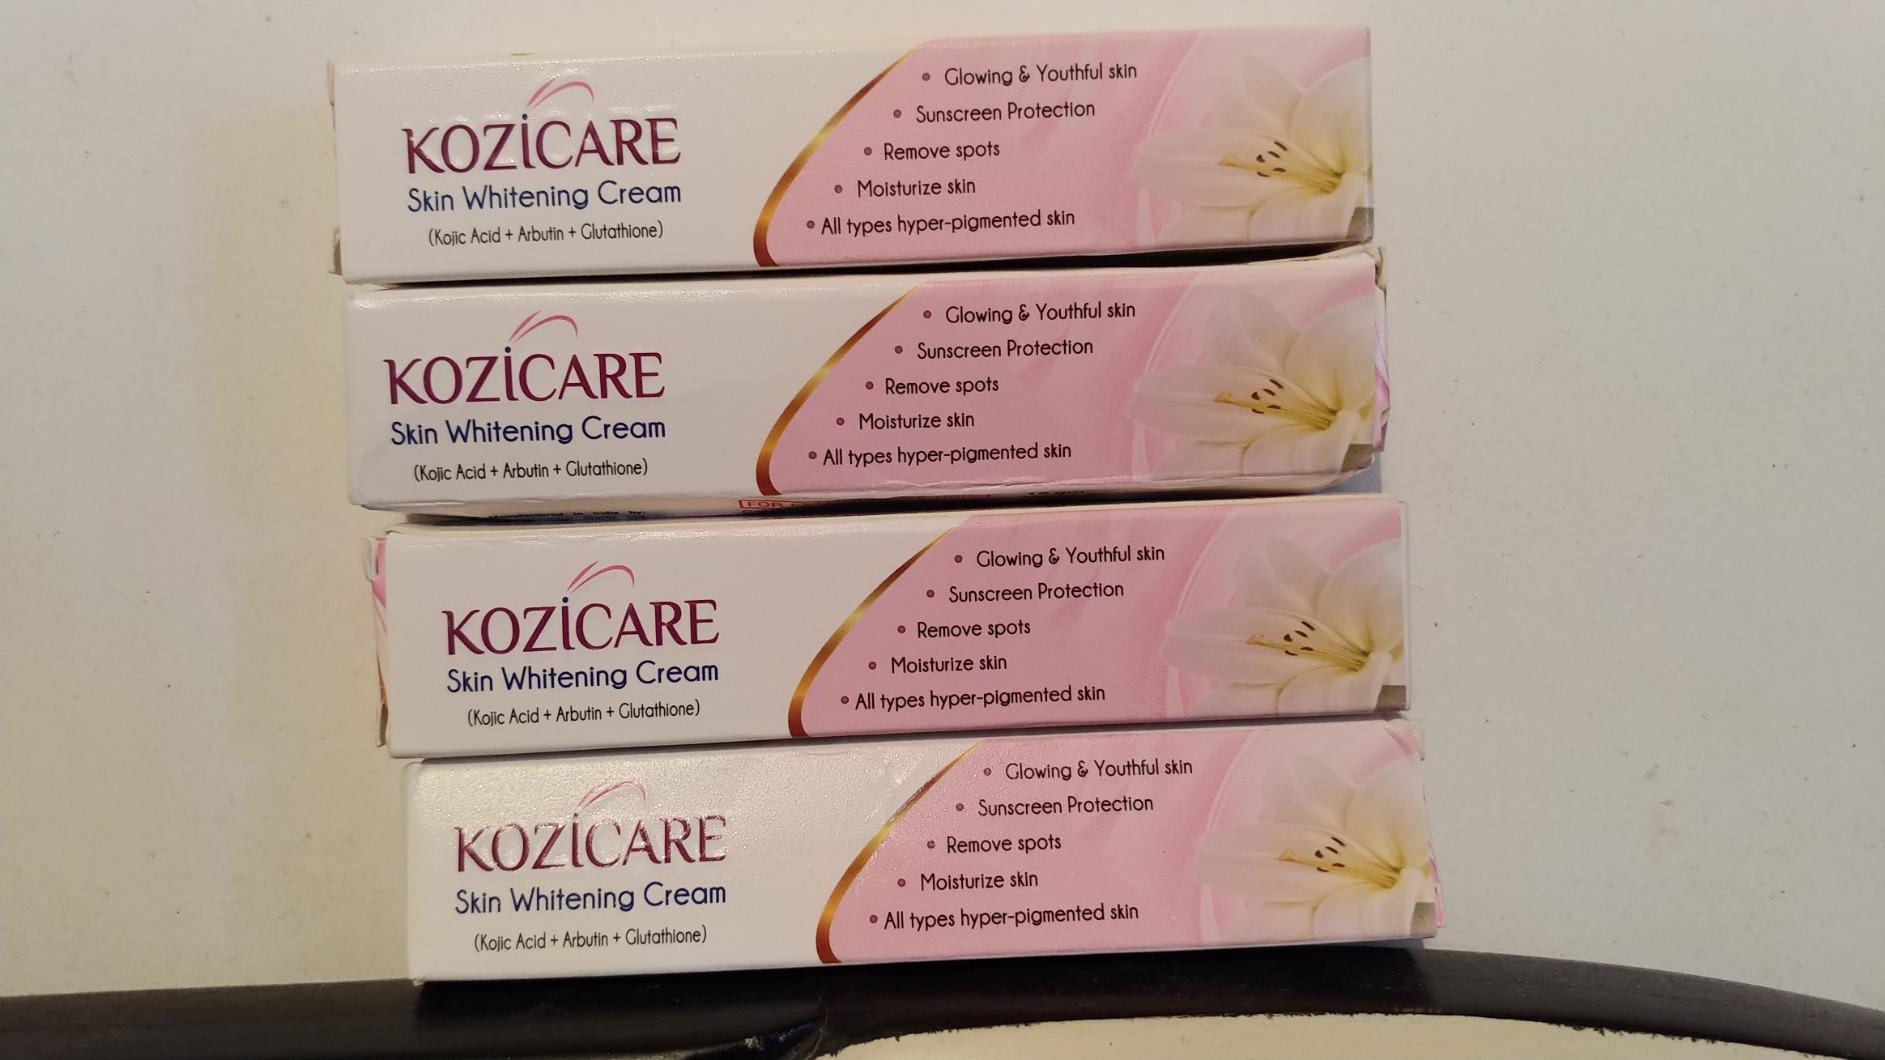 KOZiCARE
Skin Whitening Cream
(Kojic Acid + Arbutin + Glutathione)
• Glowing & Youthful skin
• Sunscreen Protection
• Remove spots
• Moisturize skin
• All types hyper-pigmented skin
KOZiCARE
Skin Whitening Cream
(Kojic Acid + Arbutin + Glutathione)
• Glowing & Youthful skin
• Sunscreen Protection
• Remove spots
• Moisturize skin
• All types hyper-pigmented skin
FOR
KOZiCARE
Skin Whitening Cream
(Kojic Acid + Arbutin + Glutathione)
• Glowing & Youthful skin
• Sunscreen Protection
• Remove spots
• Moisturize skin
• All types hyper-pigmented skin
KOZiCARE
Skin Whitening Cream
(Kojic Acid + Arbutin + Glutathione)
• Glowing & Youthful skin
• Sunscreen Protection
• Remove spots
• Moisturize skin
• All types hyper-pigmented skin